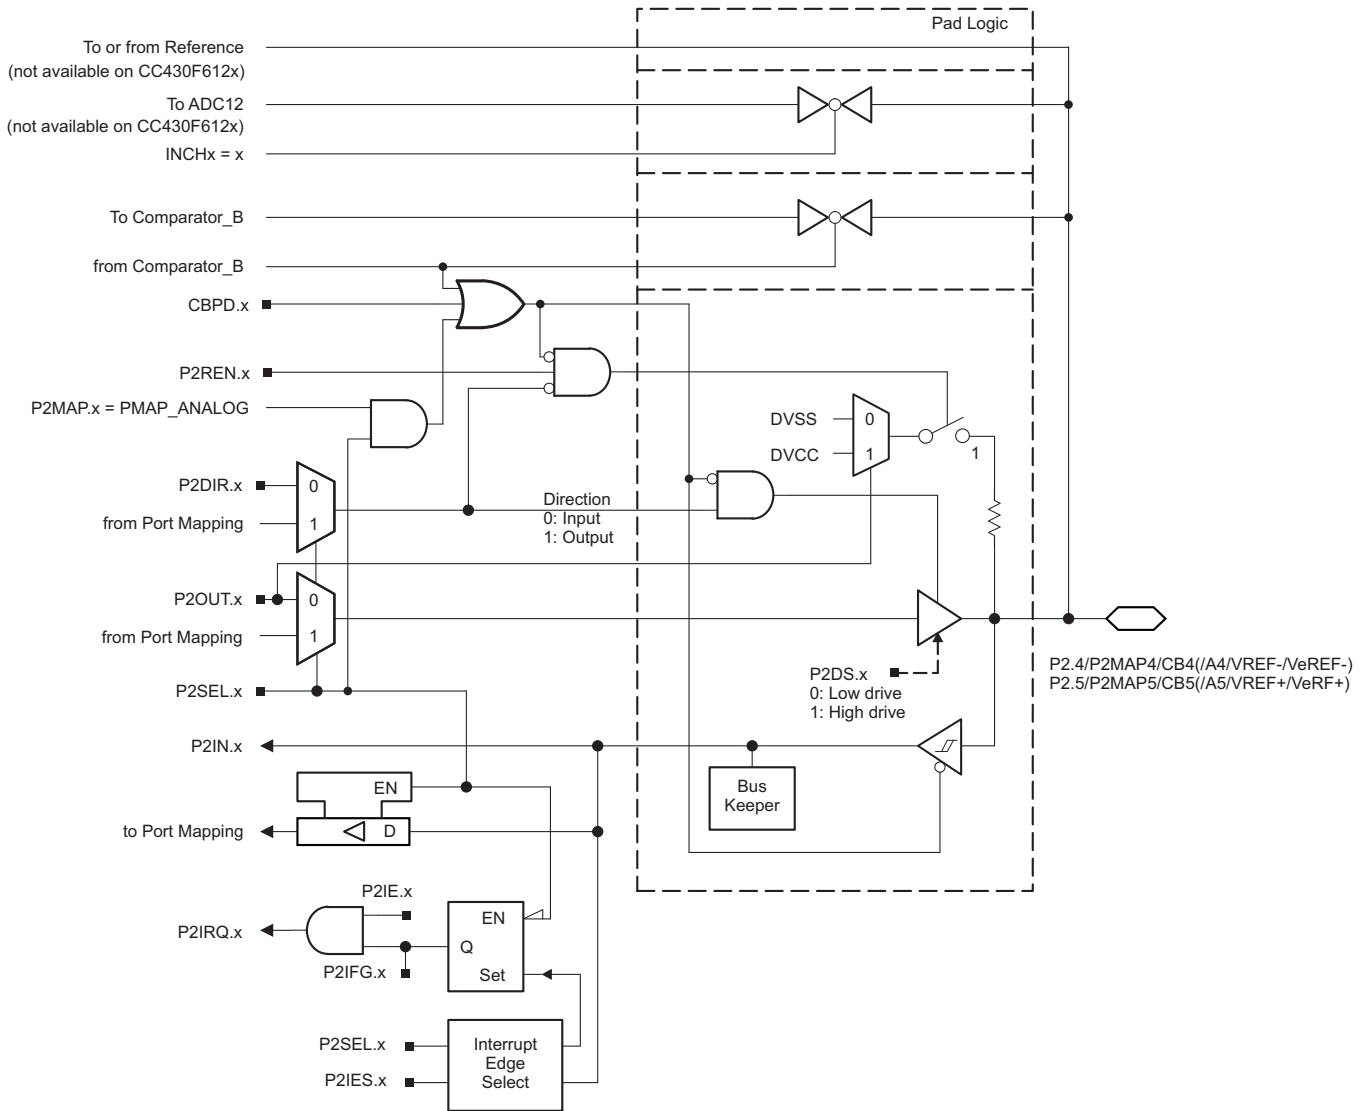 Pad Logic
To or from Reference
(not available on CC430F612x)
To ADC12
(not available on CC430F612x)
INCHx = x
To Comparator_B
from Comparator_B
CBPD.x
P2REN.x
P2MAP.x = PMAP_ANALOG
DVSS
0
DVCC
1
1
P2DIR.x
0
from Port Mapping
1
Direction
0: Input
1: Output
P2OUT.x
0
from Port Mapping
1
P2DS.x
0: Low drive
1: High drive
P2.4/P2MAP4/CB4(/A4/VREF-/VeREF-)
P2.5/P2MAP5/CB5(/A5/VREF+/VeRF+)
P2SEL.x
P2IN.x
Bus
Keeper
EN
to Port Mapping
D
P2IE.x
EN
P2IRQ.x
Q
P2IFG.x
Set
P2SEL.x
P2IES.x
Interrupt
Edge
Select